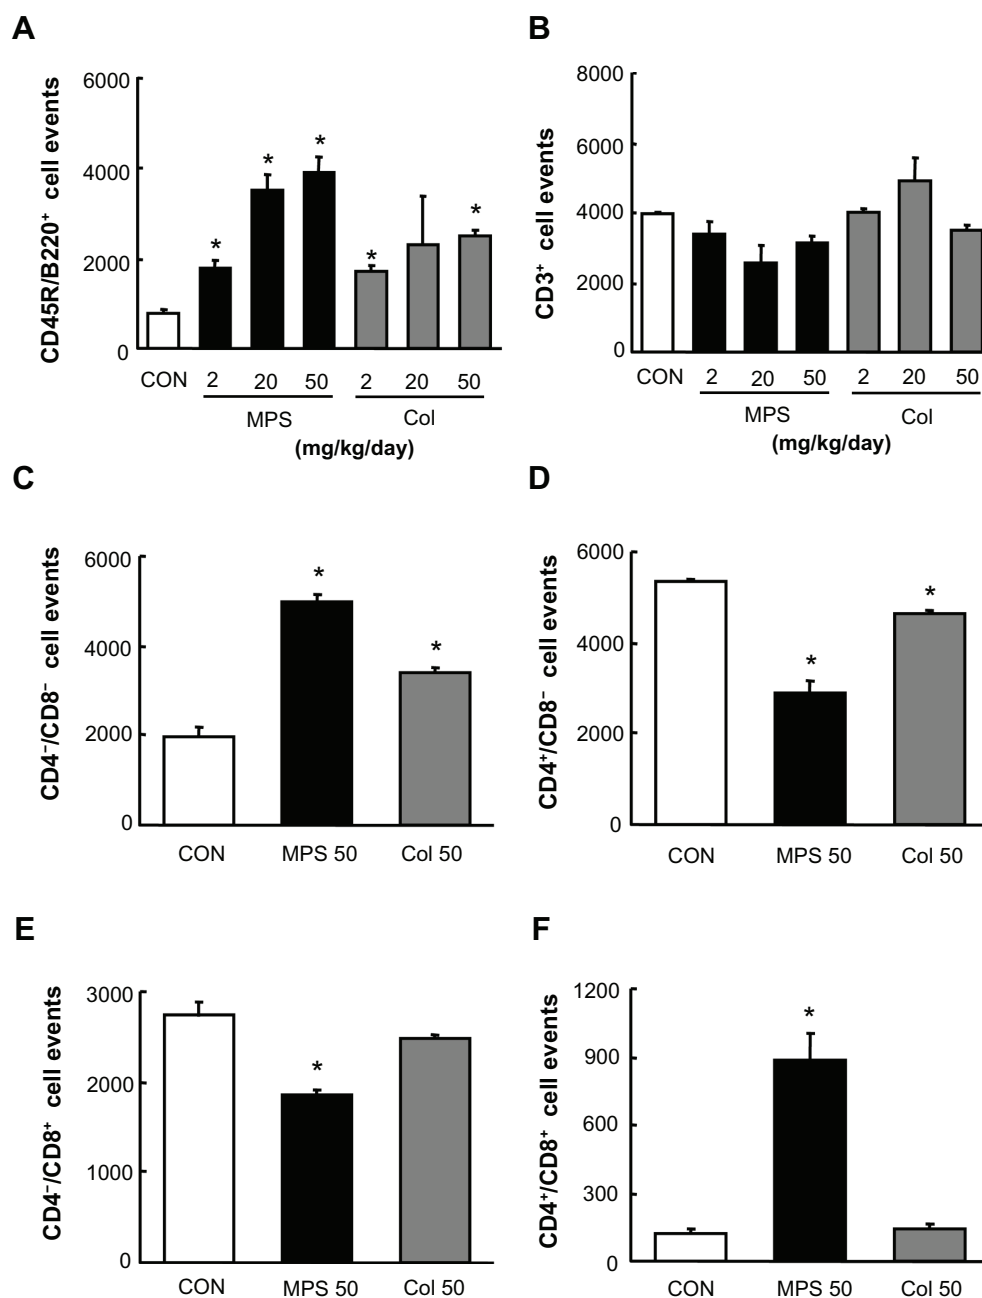 A
CD45R/B220⁺ cell events
6000
4000
2000
0
* * * * *
CON 2 20 50 2 20 50
MPS Col
(mg/kg/day)
B
CD3⁺ cell events
8000
6000
4000
2000
0
CON 2 20 50 2 20 50
MPS Col
(mg/kg/day)
C
CD4⁻/CD8⁻ cell events
6000
4000
2000
0
* *
CON MPS 50 Col 50
D
CD4⁺/CD8⁻ cell events
6000
4000
2000
0
* *
CON MPS 50 Col 50
E
CD4⁻/CD8⁺ cell events
3000
2000
1000
0
*
CON MPS 50 Col 50
F
CD4⁺/CD8⁺ cell events
1200
900
600
300
0
*
CON MPS 50 Col 50